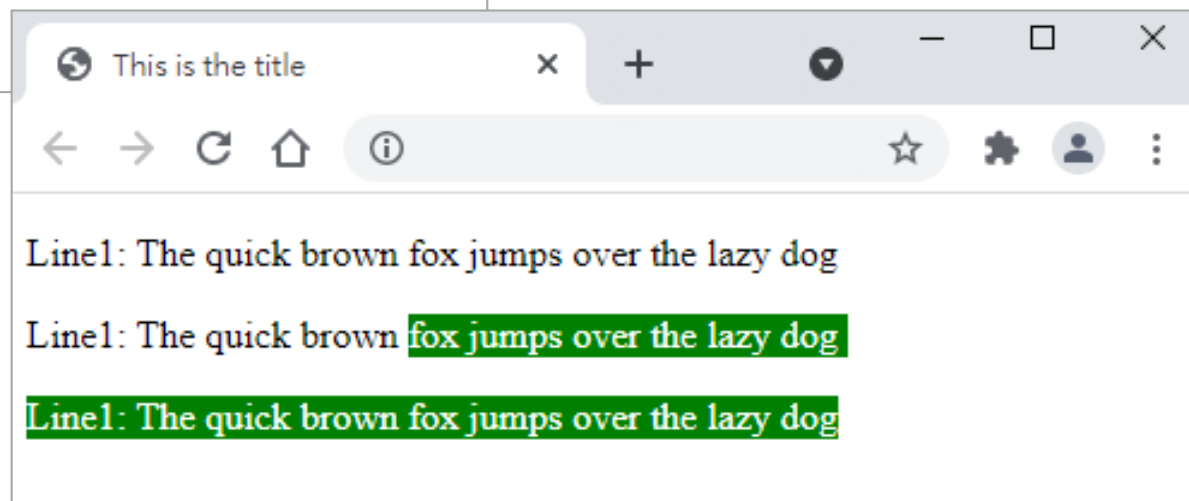 This is the title
Line1: The quick brown fox jumps over the lazy dog
Line1: The quick brown fox jumps over the lazy dog
Line1: The quick brown fox jumps over the lazy dog